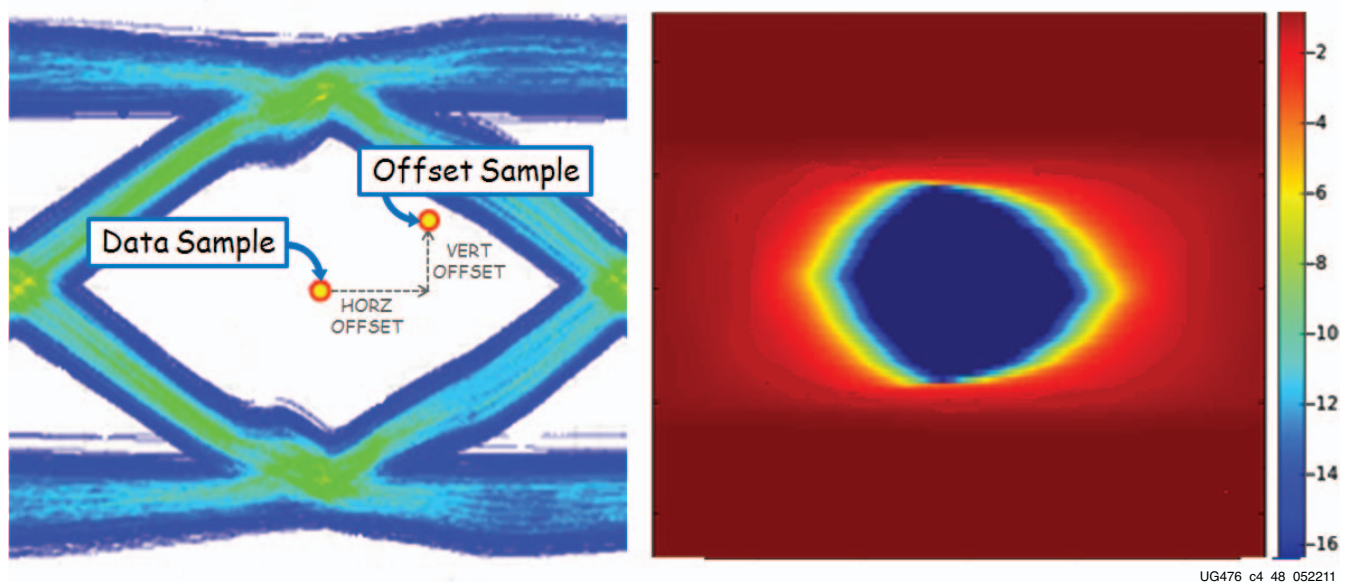 Offset Sample
Data Sample
VERT
OFFSET
HORZ
OFFSET
-2
-4
-6
-8
-10
-12
-14
-16
UG476_c4_48_052211